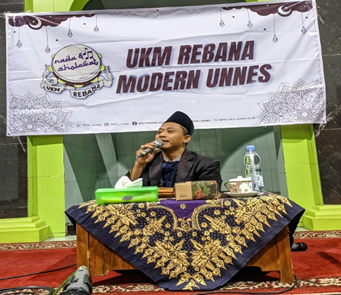 nada &
sholawat
UKM REBANA
UKM REBANA
MODERN UNNES